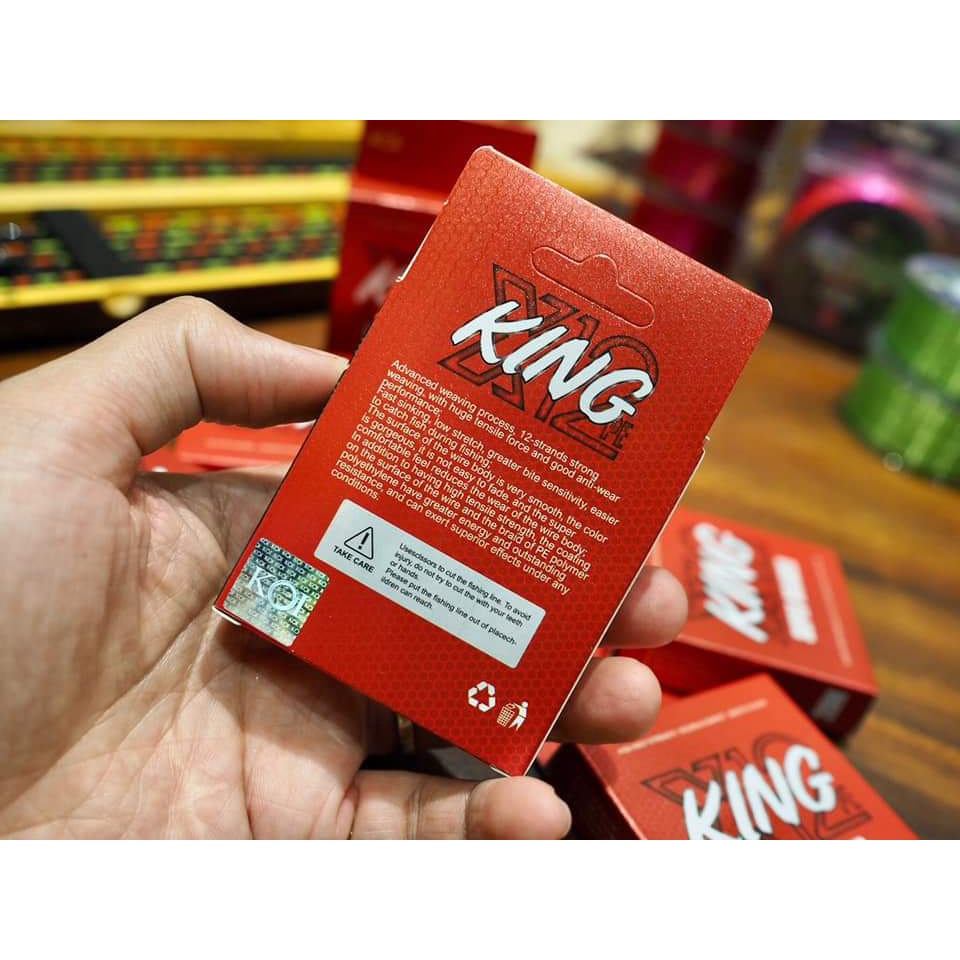 X12
KING
PE
Advanced weaving process, 12-strands strong
weaving, with huge tensile force and good anti-wear
performance;
Fast sinking, low stretch, greater bite sensitivity, easier
to catch fish during fishing,
The surface of the wire body is very smooth, the color
is gorgeous, it is not easy to fade, and the super
comfortable feel reduces the wear of the wire body;
In addition to having high tensile strength, the coating
on the surface of the wire and the braid of PE polymer
polyethylene have greater energy and outstanding
resistance, and can exert superior effects under any
conditions.
TAKE CARE
Usescissors to cut the fishing line. To avoid
injury, do not try to cut the with your teeth
or hands.
Please put the fishing line out of placech-
ildren can reach.
KOI
KING
X12
KING
PE